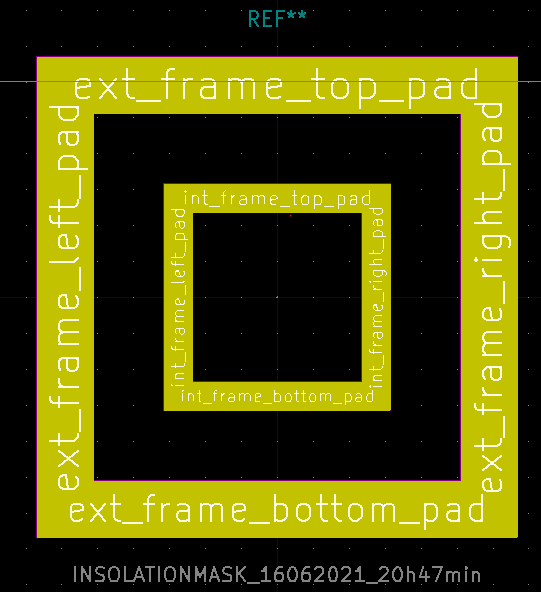 REF**
ext_frame_top_pad
ext_frame_left_pad
ext_frame_right_pad
int_frame_top_pad
int_frame_left_pad
int_frame_right_pad
int_frame_bottom_pad
ext_frame_bottom_pad
INSOLATIONMASK_16062021_20h47min